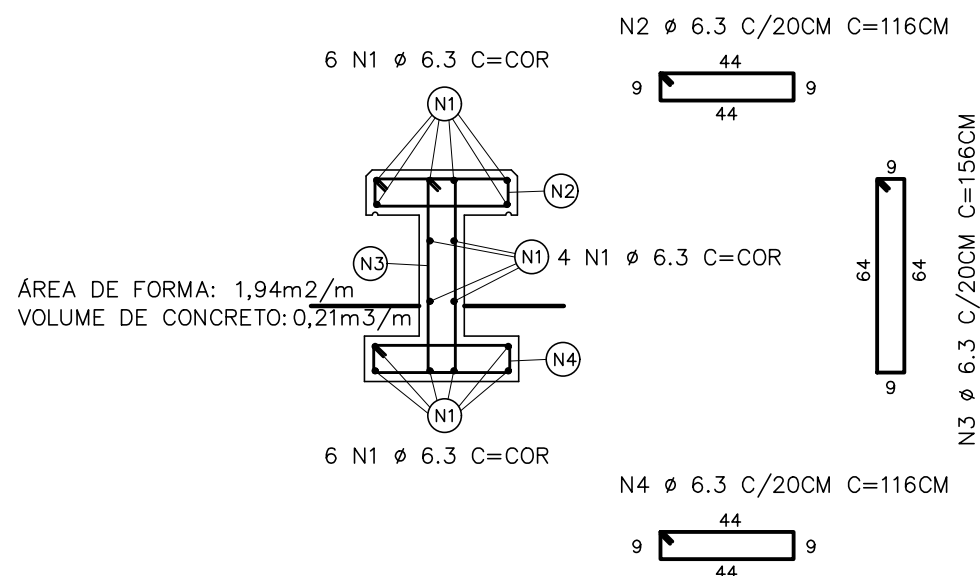 N2 ø 6.3 C/20CM C=116CM
44
9
9
44
6 N1 ø 6.3 C=COR
N1
N2
N3
N1
4 N1 ø 6.3 C=COR
ÁREA DE FORMA: 1,94m2/m
VOLUME DE CONCRETO: 0,21m3/m
N4
N1
6 N1 ø 6.3 C=COR
9
64
64
9
N3 ø 6.3 C/20CM C=156CM
N4 ø 6.3 C/20CM C=116CM
44
9
9
44